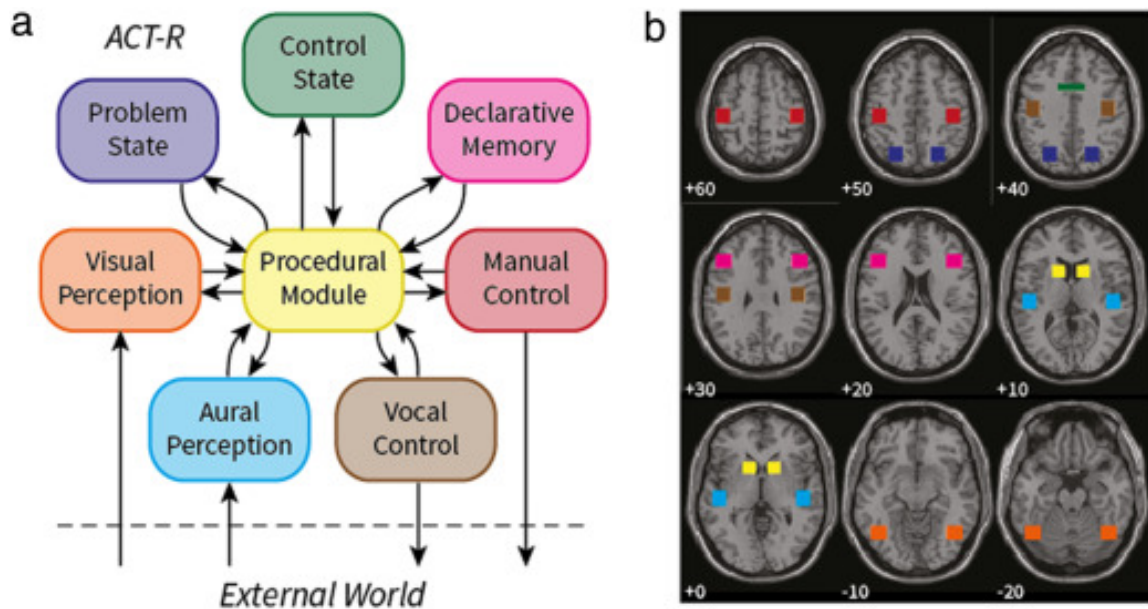 a
ACT-R
Control
State
Problem
State
Declarative
Memory
Visual
Perception
Procedural
Module
Manual
Control
Aural
Perception
Vocal
Control
External World
b
+60
+50
+40
+30
+20
+10
+0
-10
-20